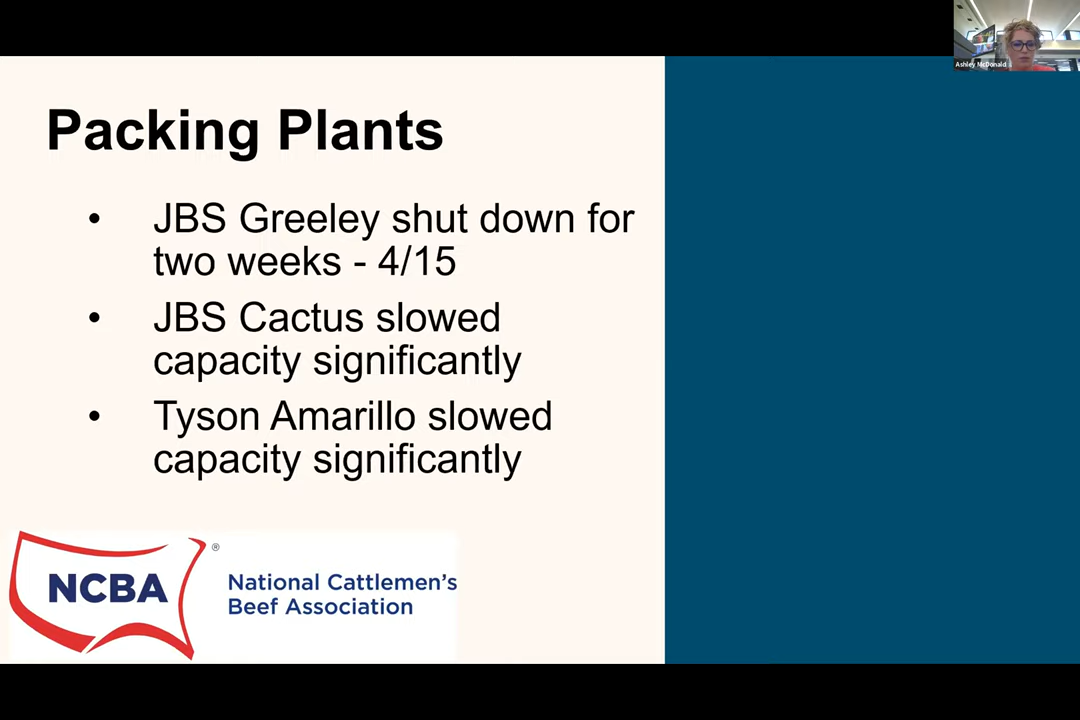 Ashley McDonald
Packing Plants
• JBS Greeley shut down for
two weeks - 4/15
• JBS Cactus slowed
capacity significantly
• Tyson Amarillo slowed
capacity significantly
NCBA®
National Cattlemen's
Beef Association